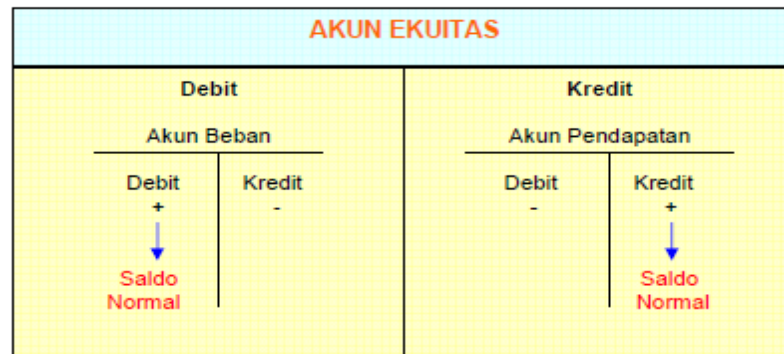 AKUN EKUITAS
Debit
Akun Beban
Debit Kredit
+ -
Saldo
Normal
Kredit
Akun Pendapatan
Debit Kredit
- +
Saldo
Normal